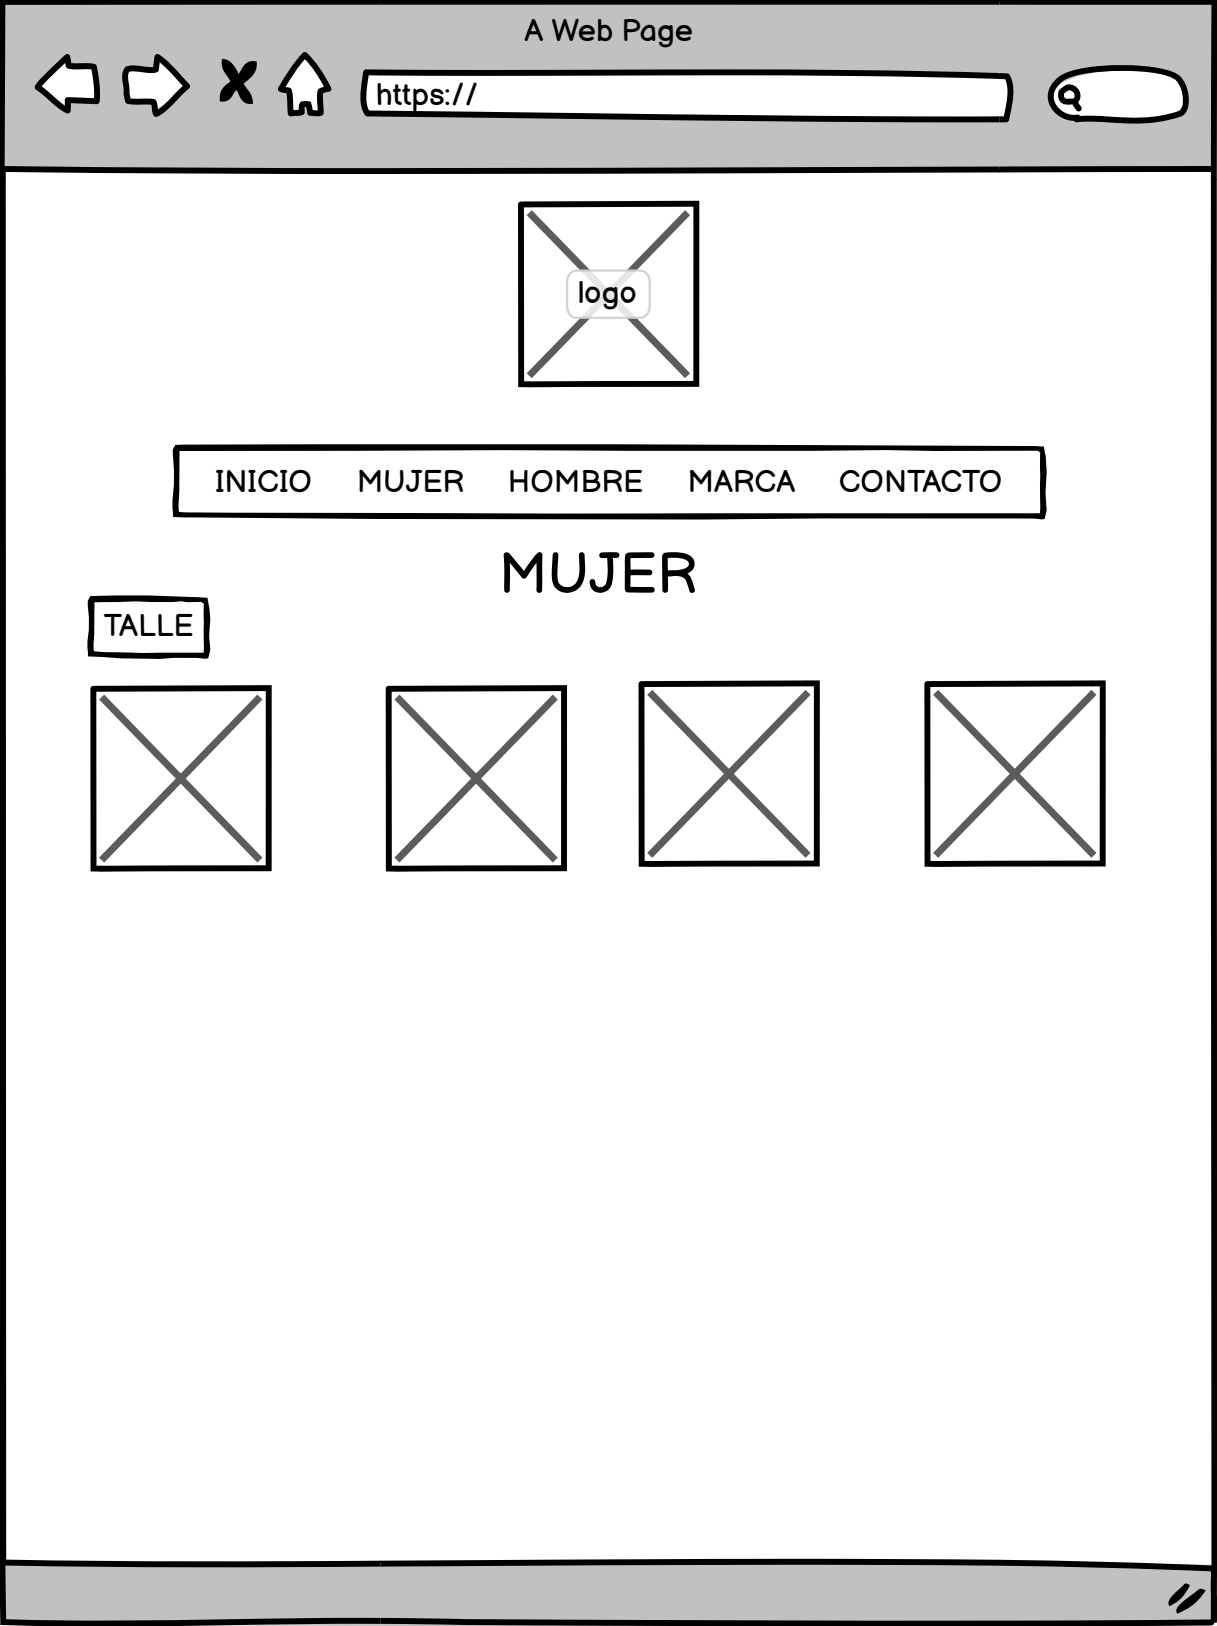 A Web Page
https://
logo
INICIO MUJER HOMBRE MARCA CONTACTO
MUJER
TALLE